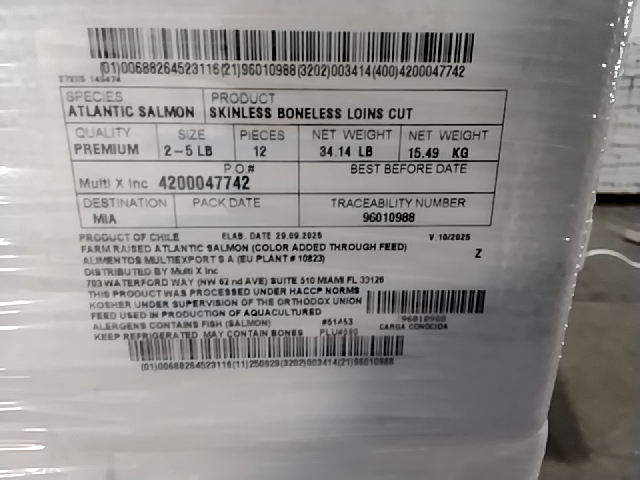 (01)00688264523116(21)96010988(3202)003414(400)4200047742
SPECIES PRODUCT
ATLANTIC SALMON SKINLESS BONELESS LOINS CUT
QUALITY SIZE PIECES NET WEIGHT NET WEIGHT
PREMIUM 2-5 LB 12 34.14 LB 15.49 KG
P.O.# BEST BEFORE DATE
Multi X Inc 4200047742
DESTINATION PACK DATE TRACEABILITY NUMBER
MIA 96010988
PRODUCT OF CHILE ELAB. DATE 29.09.2025 V.10/2025
FARM RAISED ATLANTIC SALMON (COLOR ADDED THROUGH FEED) Z
ALIMENTOS MULTIEXPORT S A (EU PLANT # 10823)
DISTRIBUTED BY Multi X Inc
703 WATERFORD WAY (NW 62 nd AVE) SUITE 510 MIAMI FL 33126
THIS PRODUCT WAS PROCESSED UNDER HACCP NORMS
KOSHER UNDER SUPERVISION OF THE ORTHODOX UNION
FEED USED IN PRODUCTION OF AQUACULTURED 96010988
ALERGENS CONTAINS FISH (SALMON) #51453 CARGA CONOCIDA
KEEP REFRIGERATED MAY CONTAIN BONES
(01)00688264523116(11)250929(3202)003414(21)96010988